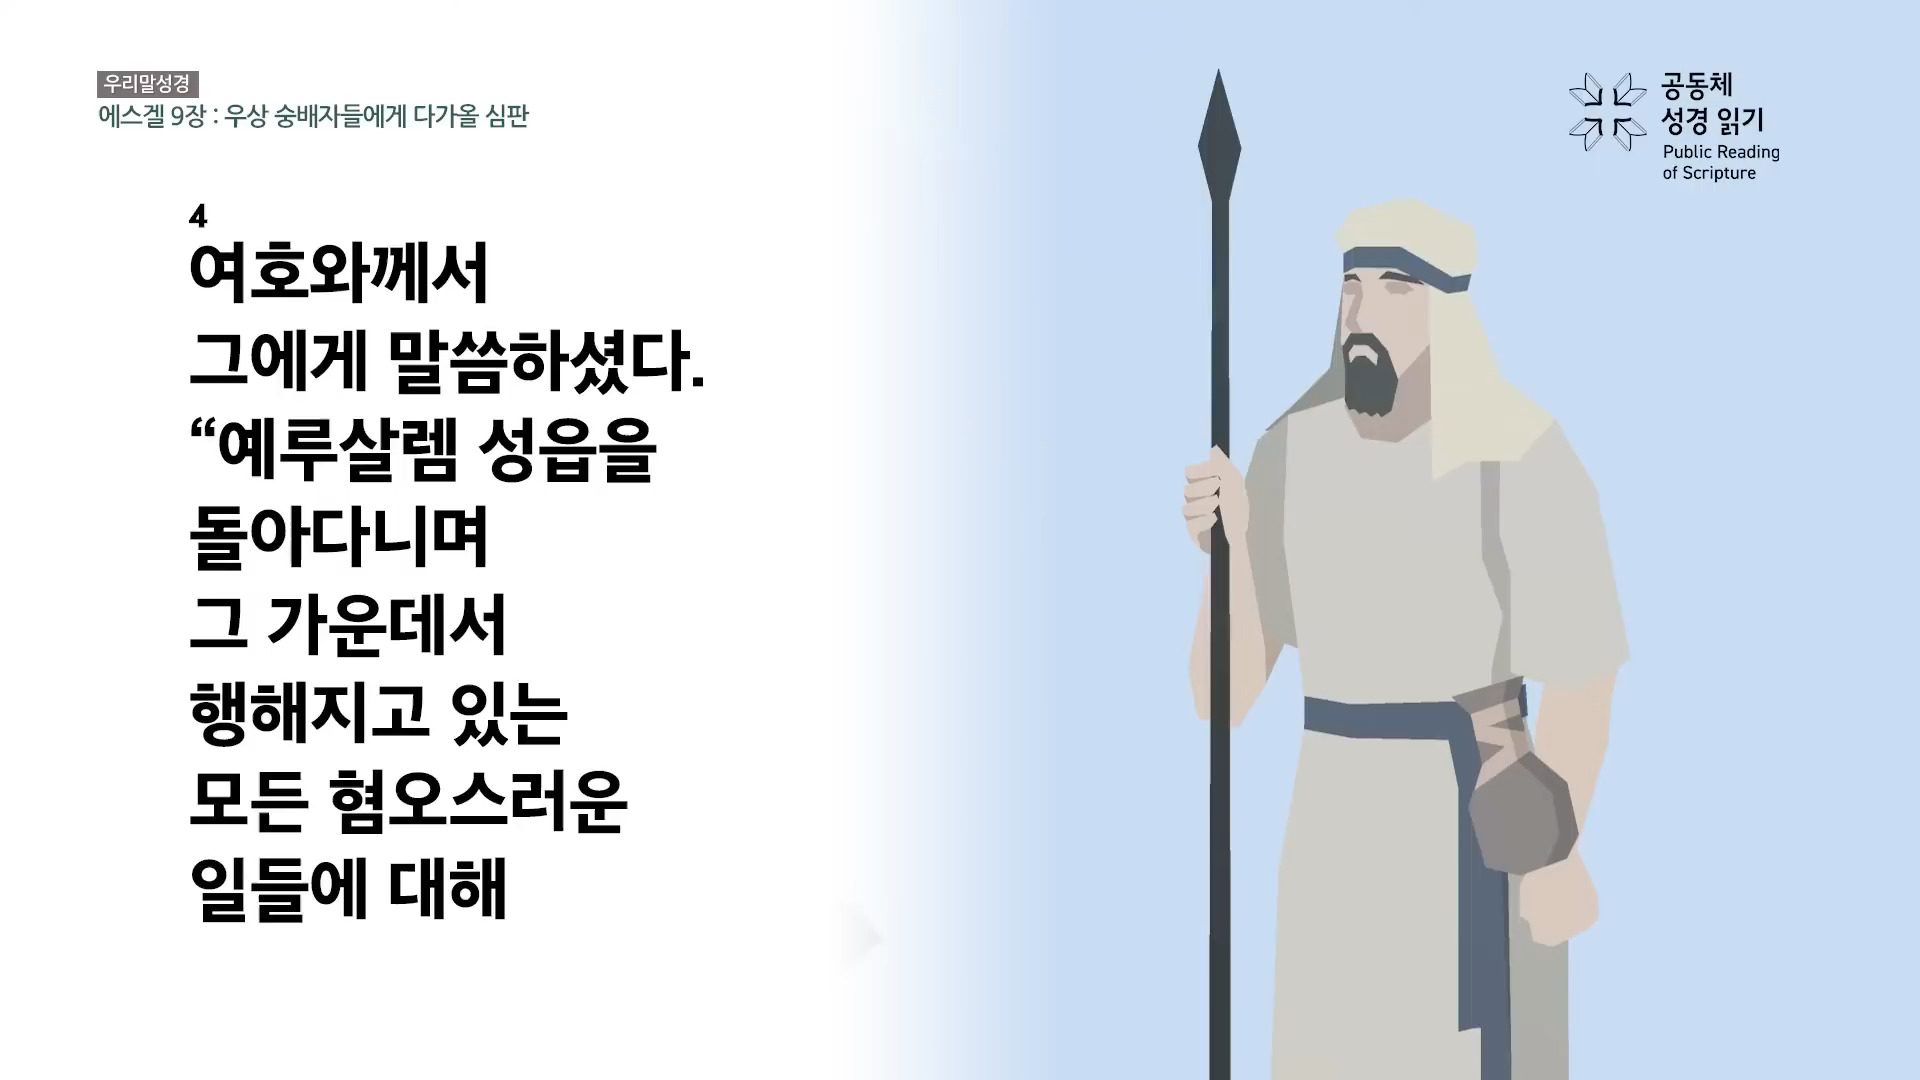 우리말성경
에스겔 9장 : 우상 숭배자들에게 다가올 심판
4
여호와께서
그에게 말씀하셨다.
“예루살렘 성읍을
돌아다니며
그 가운데서
행해지고 있는
모든 혐오스러운
일들에 대해
공동체
성경 읽기
Public Reading
of Scripture